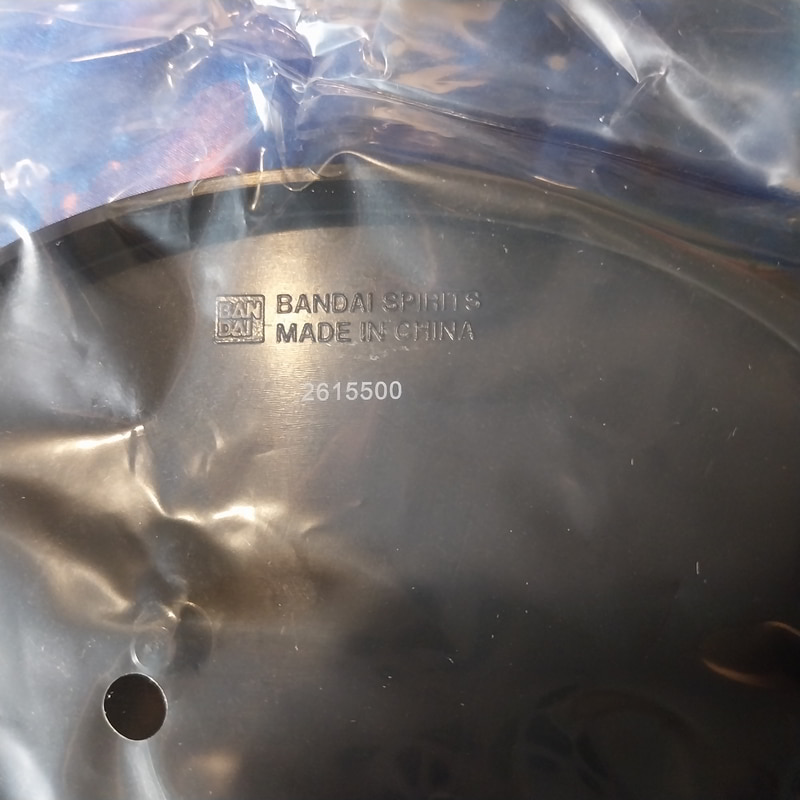 BAN
DAI
BANDAI SPIRITS
MADE IN CHINA
2615500